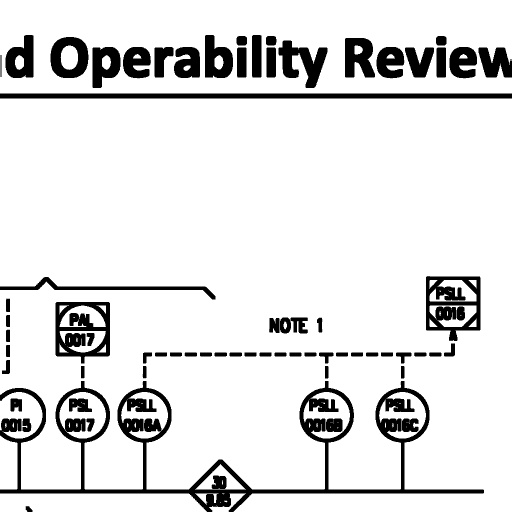 d Operability Review
PSLL
0016
PAL
0017
NOTE 1
PI
0015
PSL
0017
PSLL
0016A
PSLL
0016B
PSLL
0016C
30
9.85